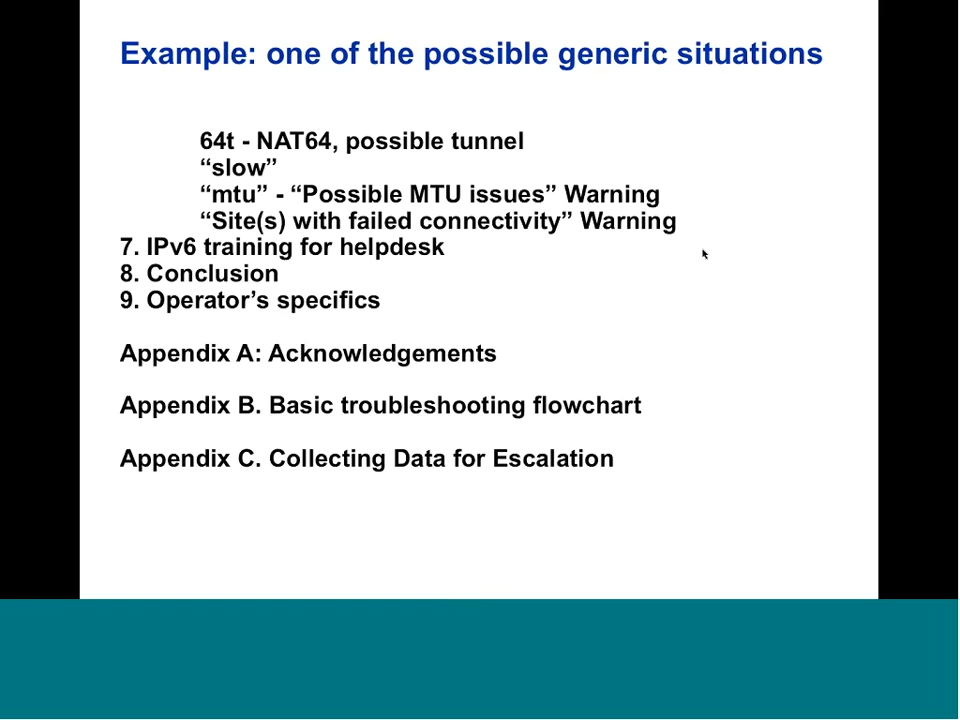 Example: one of the possible generic situations
64t - NAT64, possible tunnel
“slow”
“mtu” - “Possible MTU issues” Warning
“Site(s) with failed connectivity” Warning
7. IPv6 training for helpdesk
8. Conclusion
9. Operator’s specifics
Appendix A: Acknowledgements
Appendix B. Basic troubleshooting flowchart
Appendix C. Collecting Data for Escalation